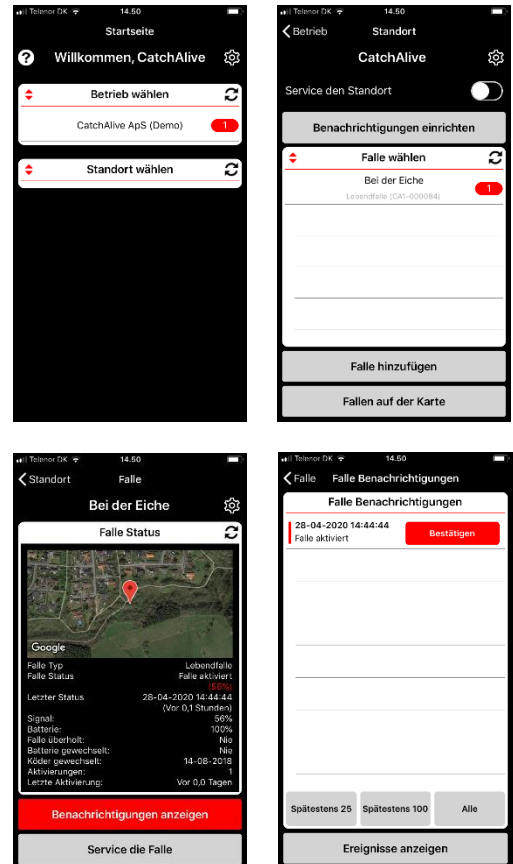 Telenor DK 14.50
Startseite
? Willkommen, CatchAlive
Betrieb wählen
CatchAlive ApS (Demo) 1
Standort wählen
Telenor DK 14.50
Betrieb Standort
CatchAlive
Service den Standort
Benachrichtigungen einrichten
Falle wählen
Bei der Eiche 1
Lebendfalle (CA1-000084)
Falle hinzufügen
Fallen auf der Karte
Telenor DK 14.50
Standort Falle
Bei der Eiche
Falle Status
Google
Falle Typ Lebendfalle
Falle Status Falle aktiviert
(56%)
Letzter Status 28-04-2020 14:44:44
(Vor 0,1 Stunden)
Signal: 56%
Batterie: 100%
Falle überholt: Nie
Batterie gewechselt: Nie
Köder gewechselt: 14-08-2018
Aktivierungen: 1
Letzte Aktivierung: Vor 0,0 Tagen
Benachrichtigungen anzeigen
Service die Falle
Telenor DK 14.50
Falle Falle Benachrichtigungen
Falle Benachrichtigungen
28-04-2020 14:44:44
Falle aktiviert
Bestätigen
Spätestens 25 Spätestens 100 Alle
Ereignisse anzeigen